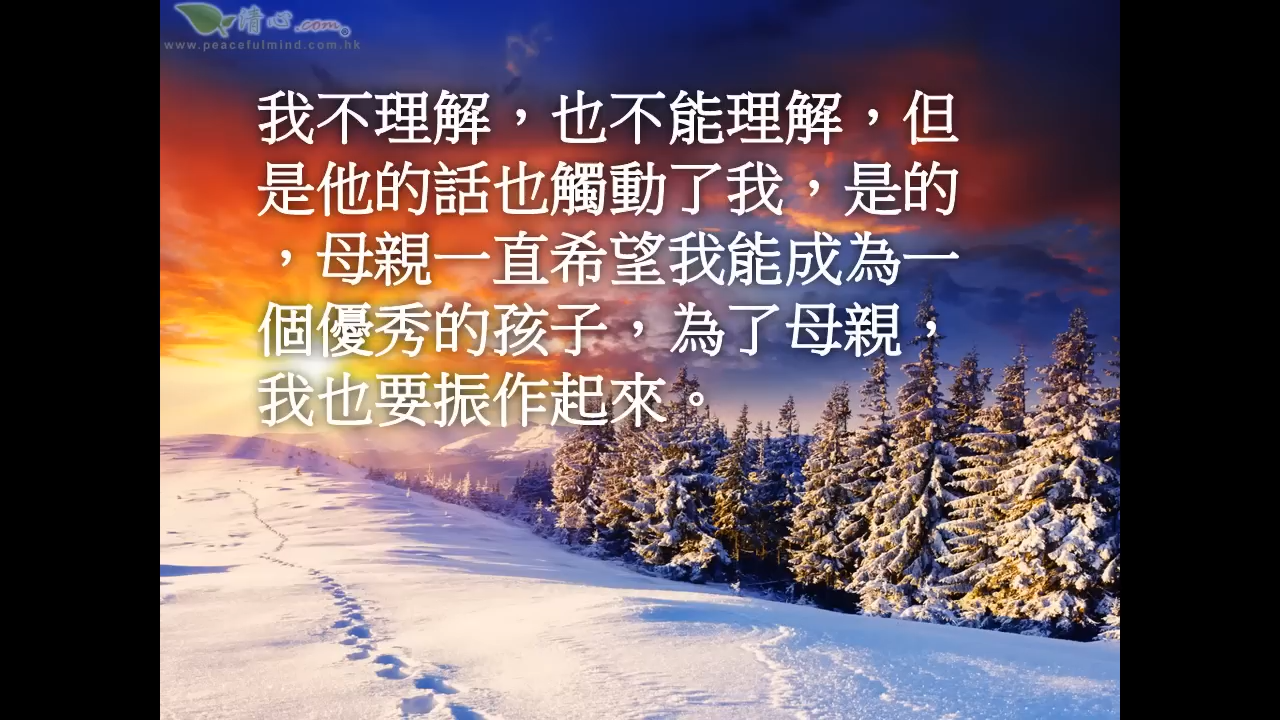 清心.com
www.peacefulmind.com.hk
我不理解，也不能理解，但
是他的話也觸動了我，是的
，母親一直希望我能成為一
個優秀的孩子，為了母親，
我也要振作起來。